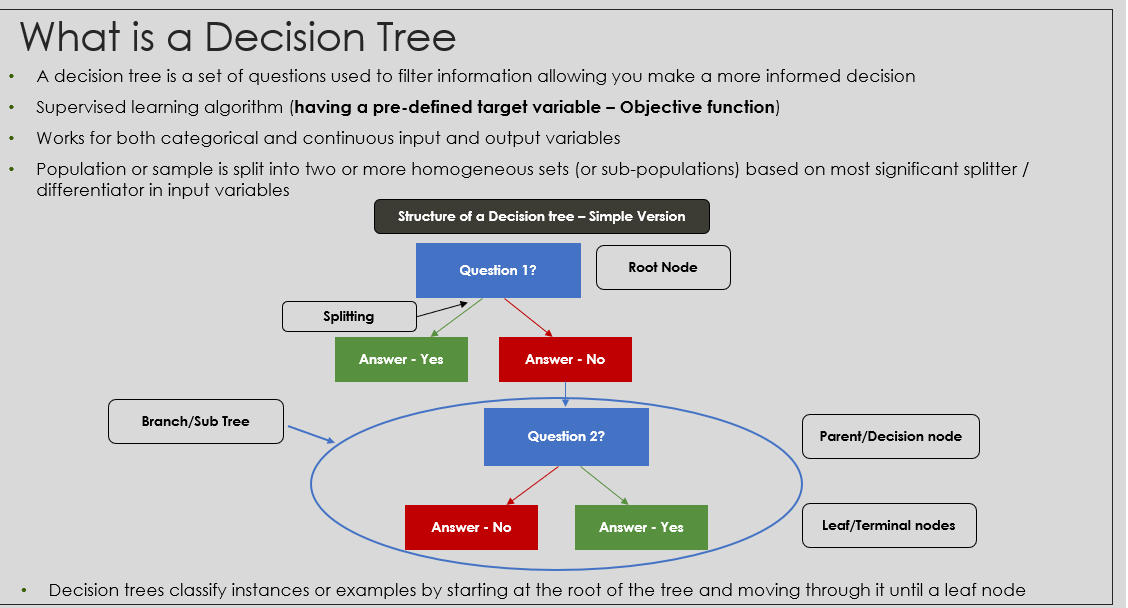 What is a Decision Tree
• A decision tree is a set of questions used to filter information allowing you make a more informed decision
• Supervised learning algorithm (having a pre-defined target variable – Objective function)
• Works for both categorical and continuous input and output variables
• Population or sample is split into two or more homogeneous sets (or sub-populations) based on most significant splitter /
differentiator in input variables
Structure of a Decision tree – Simple Version
Question 1?
Root Node
Splitting
Answer - Yes
Answer - No
Branch/Sub Tree
Question 2?
Parent/Decision node
Answer - No
Answer - Yes
Leaf/Terminal nodes
• Decision trees classify instances or examples by starting at the root of the tree and moving through it until a leaf node